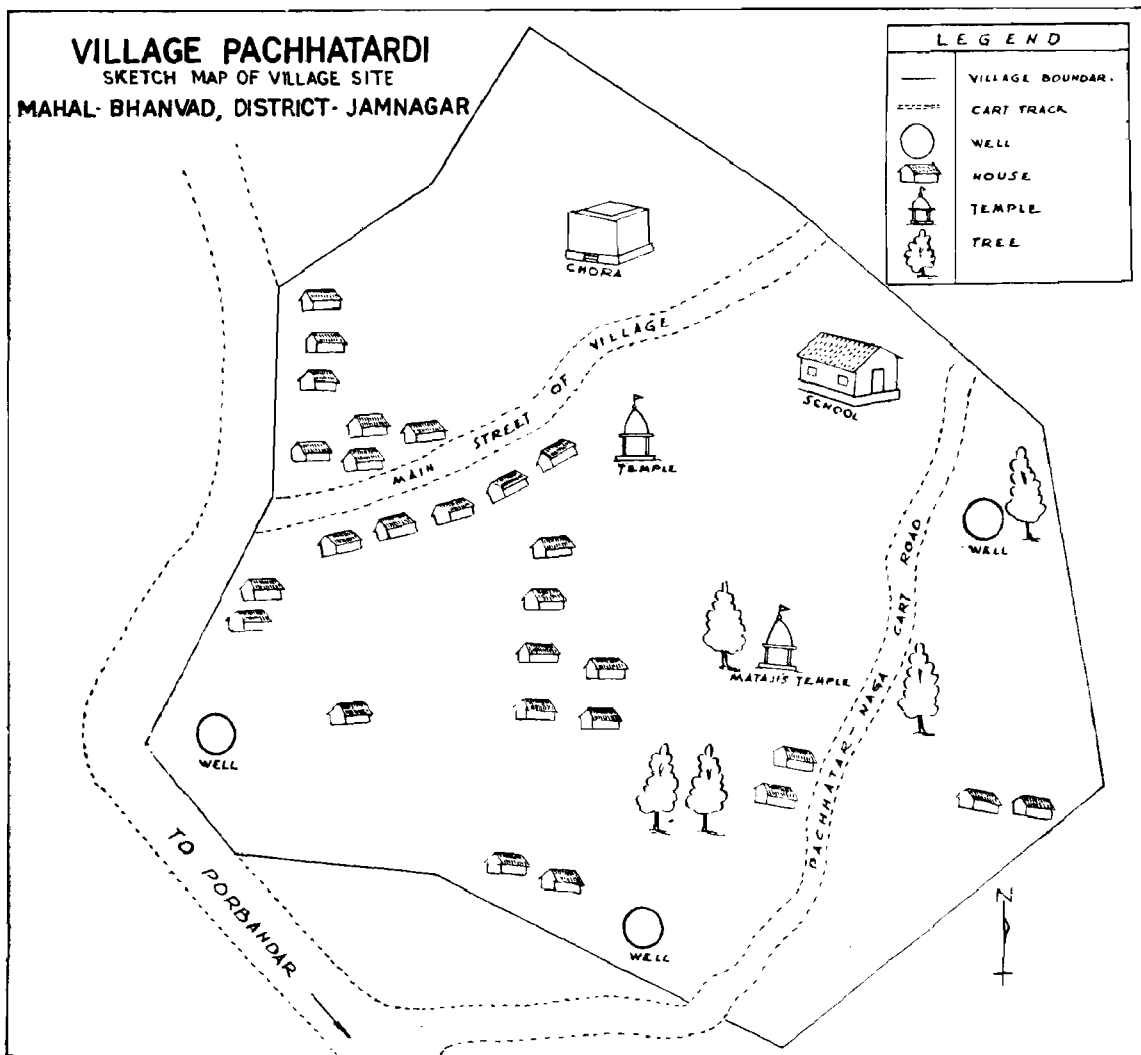 VILLAGE PACHHATARDI
SKETCH MAP OF VILLAGE SITE
MAHAL- BHANVAD, DISTRICT- JAMNAGAR
LEGEND
VILLAGE BOUNDAR.
CART TRACK
WELL
HOUSE
TEMPLE
TREE
CHORA
MAIN STREET OF VILLAGE
SCHOOL
TEMPLE
WELL
MATAJIS TEMPLE
PACHHATAR-NAGA CART ROAD
WELL
TO PORBANDAR
WELL
N